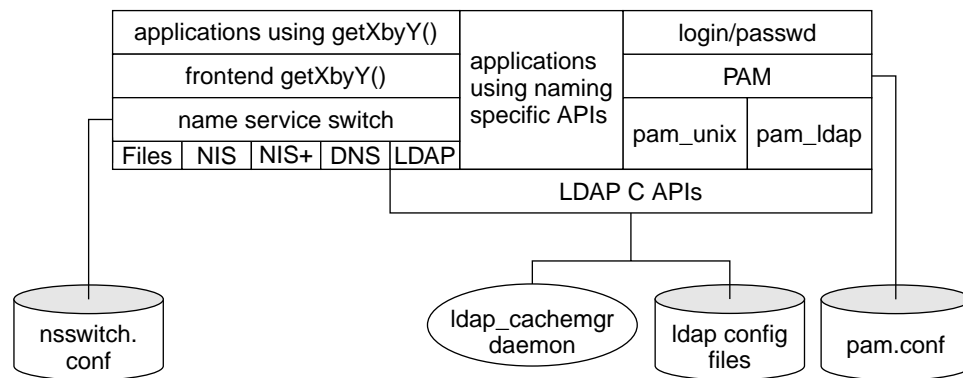 applications using getXbyY()
frontend getXbyY()
name service switch
Files NIS NIS+ DNS LDAP
applications
using naming
specific APIs
login/passwd
PAM
pam_unix pam_ldap
LDAP C APIs
nsswitch.
conf
ldap_cachemgr
daemon
ldap config
files
pam.conf